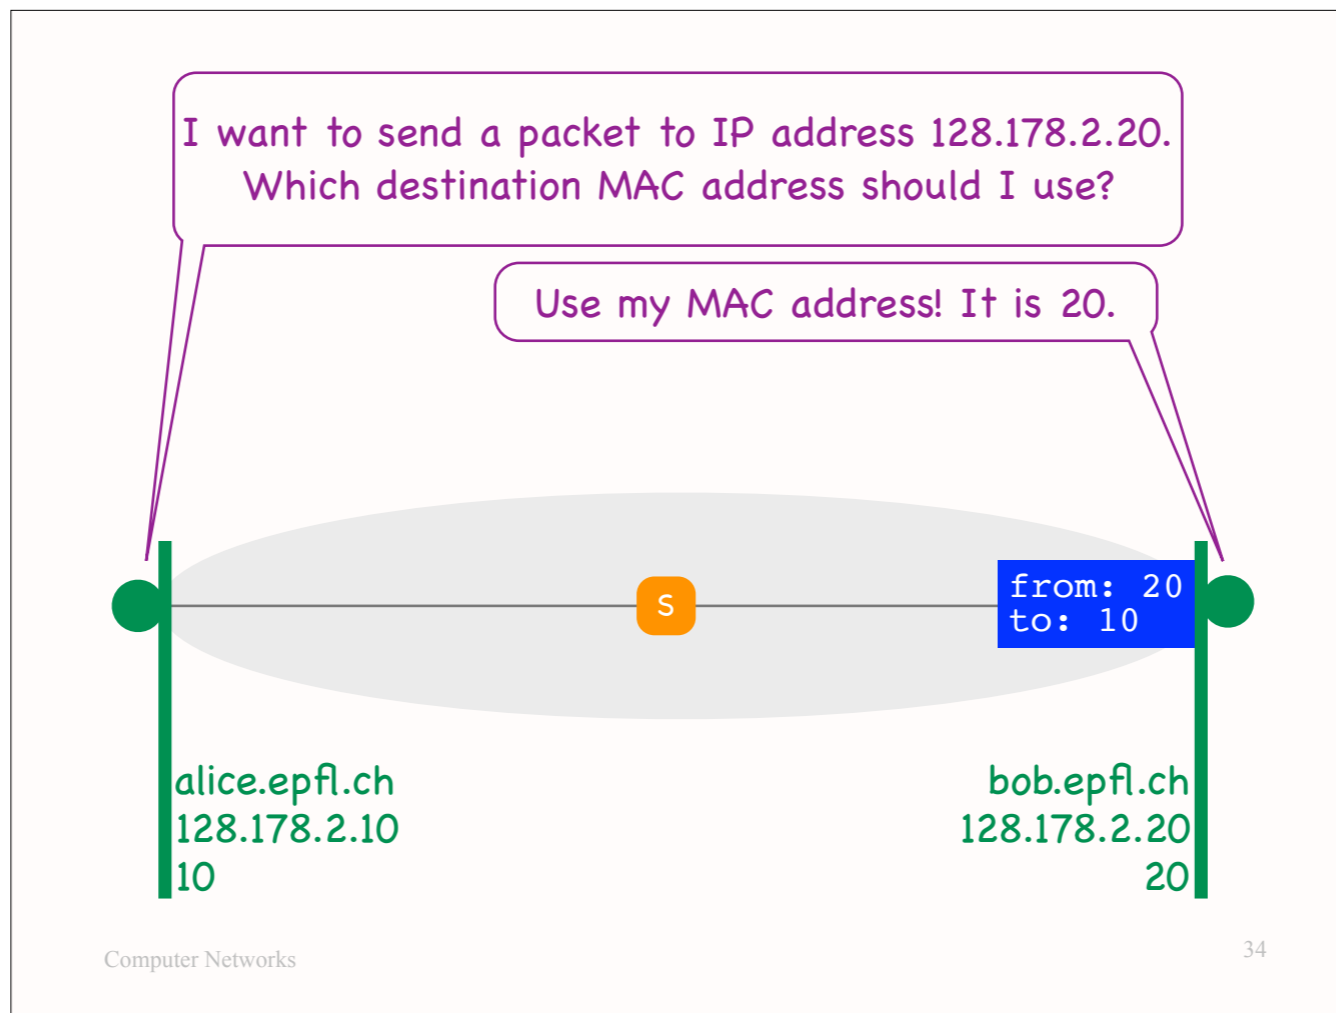 I want to send a packet to IP address 128.178.2.20.
Which destination MAC address should I use?
Use my MAC address! It is 20.
S
from: 20
to: 10
alice.epfl.ch
128.178.2.10
10
bob.epfl.ch
128.178.2.20
20
Computer Networks
34